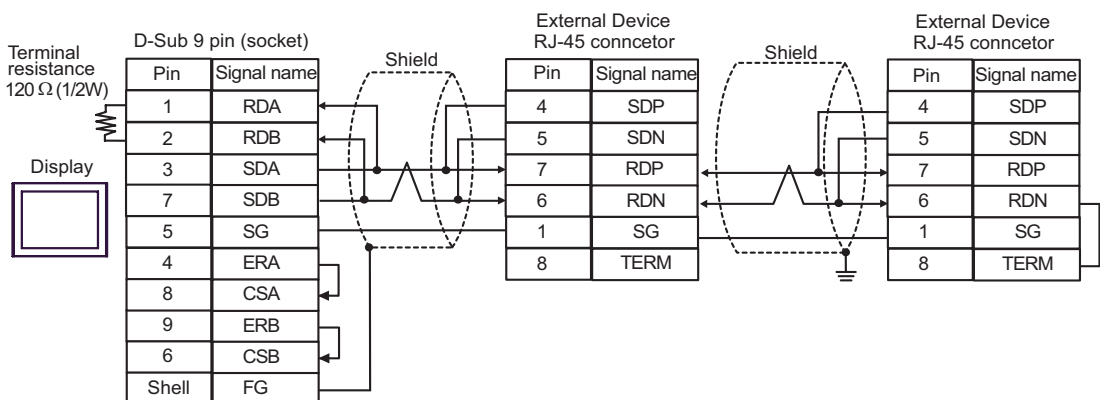 Terminal
resistance
120 Ω (1/2W)
Display
D-Sub 9 pin (socket)
Pin Signal name
1 RDA
2 RDB
3 SDA
7 SDB
5 SG
4 ERA
8 CSA
9 ERB
6 CSB
Shell FG
Shield
External Device
RJ-45 conncetor
Pin Signal name
4 SDP
5 SDN
7 RDP
6 RDN
1 SG
8 TERM
Shield
External Device
RJ-45 conncetor
Pin Signal name
4 SDP
5 SDN
7 RDP
6 RDN
1 SG
8 TERM